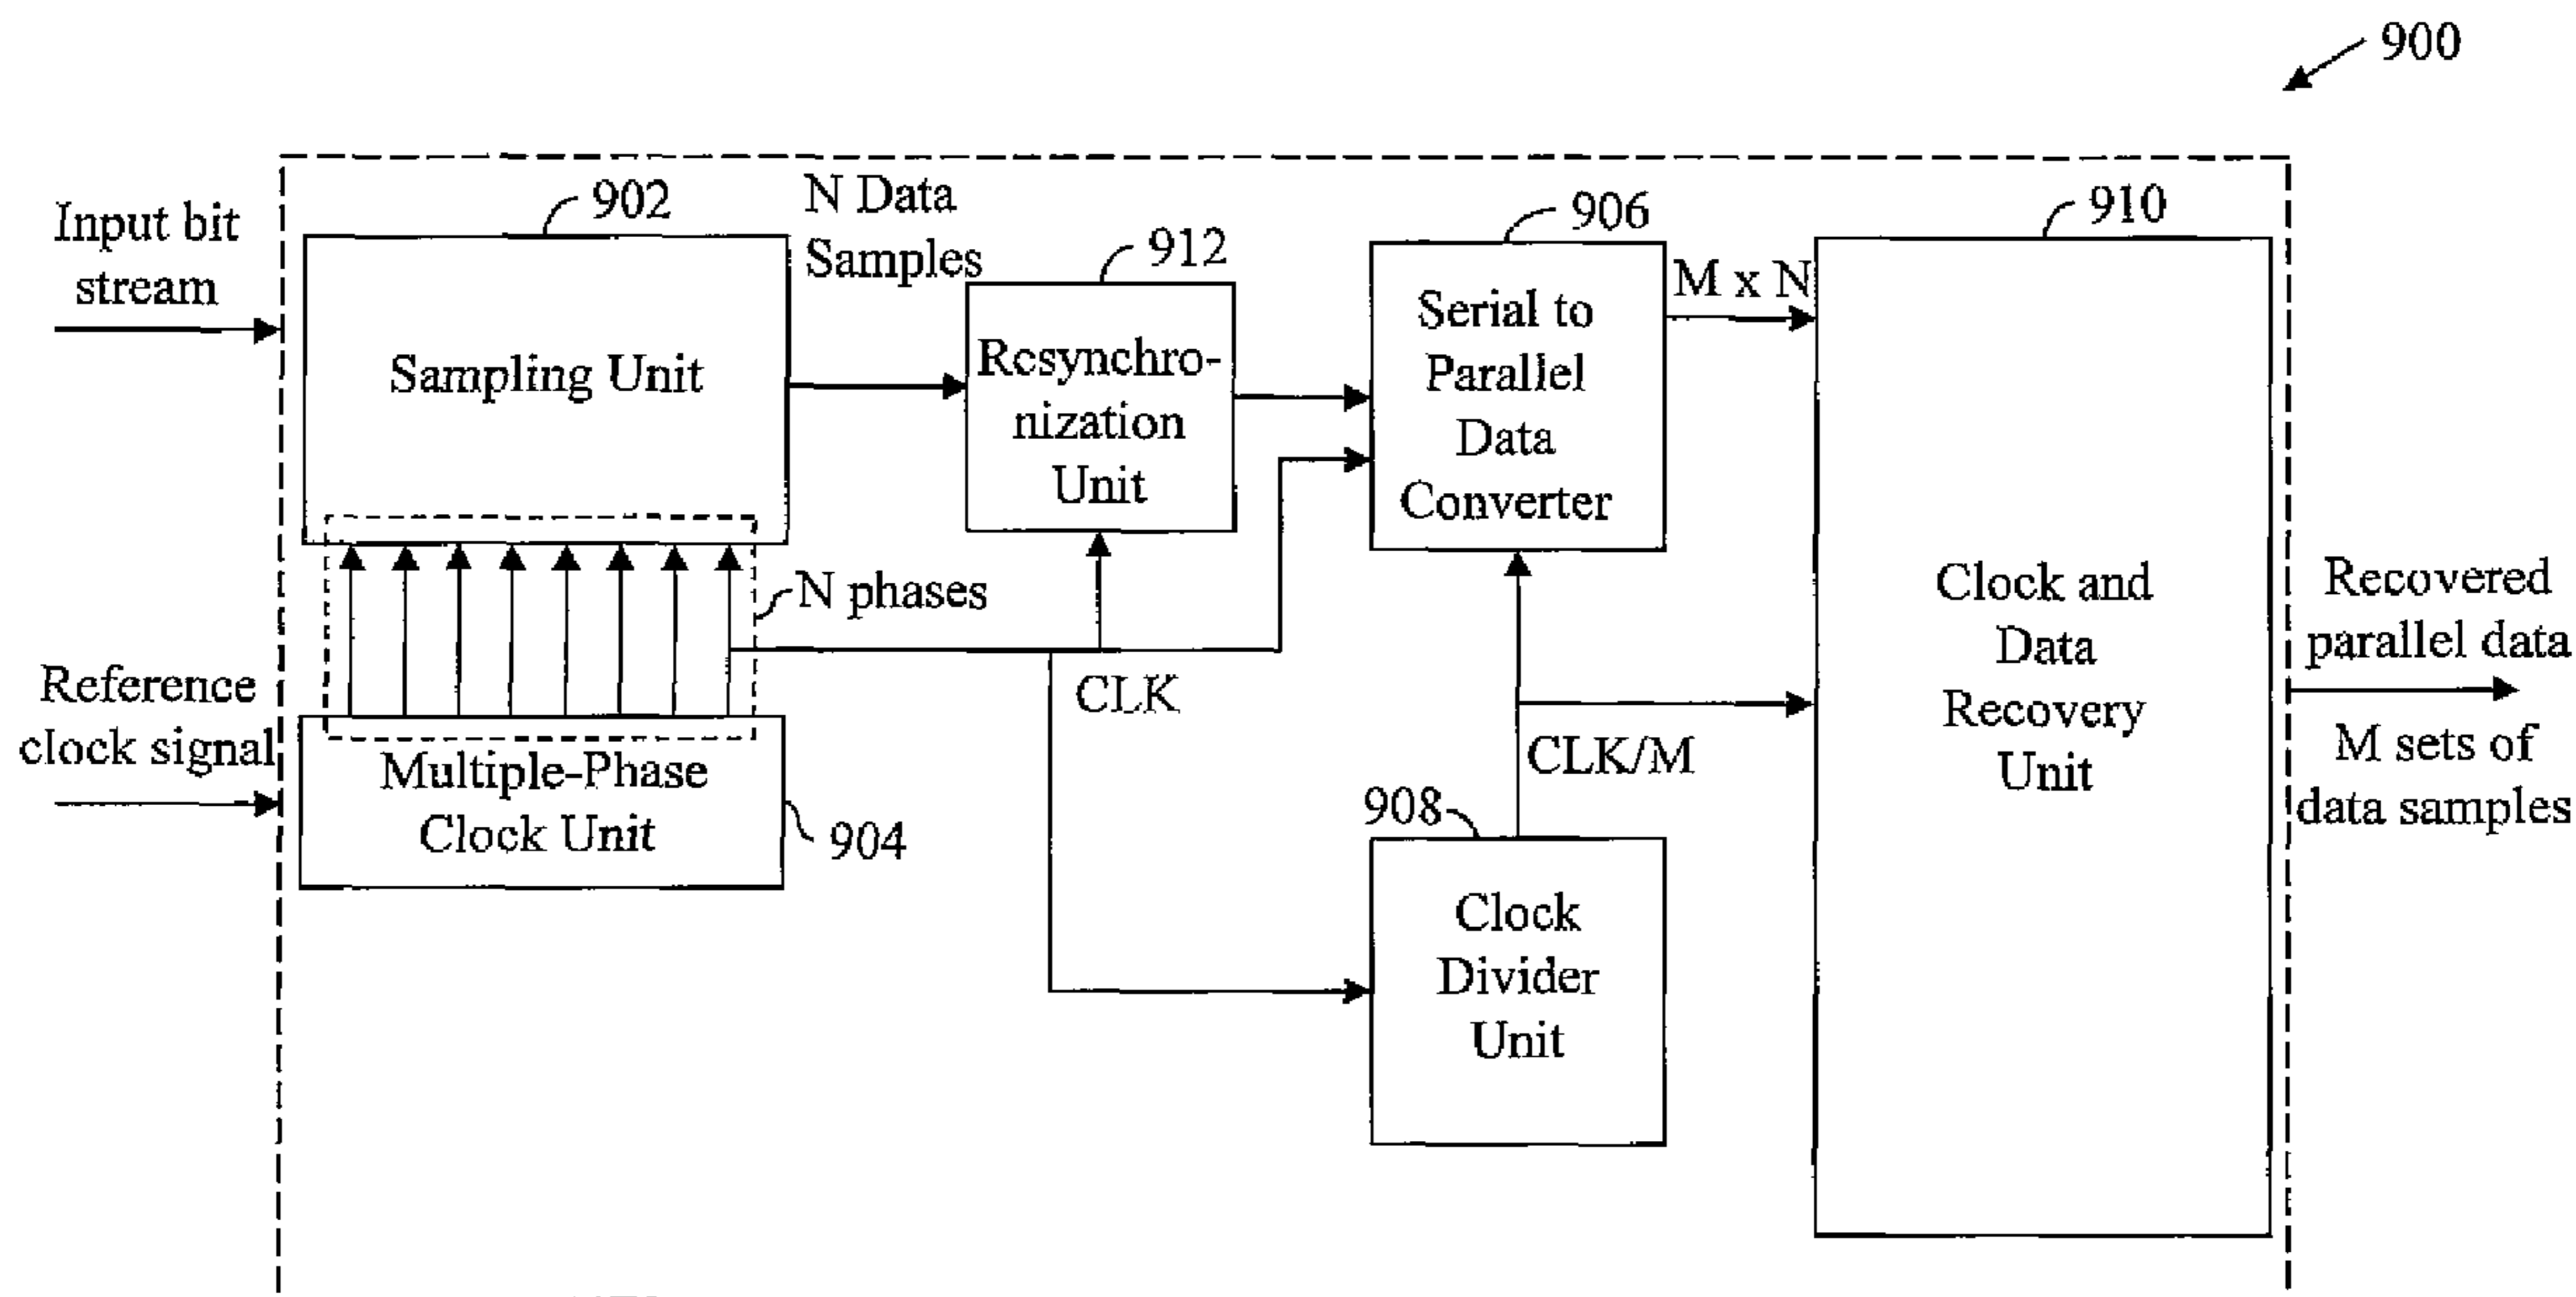 900
Input bit
stream
902
N Data
Samples
Sampling Unit
912
Resynchro-
nization
Unit
906
Serial to
Parallel
Data
Converter
M x N
910
Clock and
Data
Recovery
Unit
N phases
CLK
Reference
clock signal
Multiple-Phase
Clock Unit
904
CLK/M
908
Clock
Divider
Unit
Recovered
parallel data
M sets of
data samples